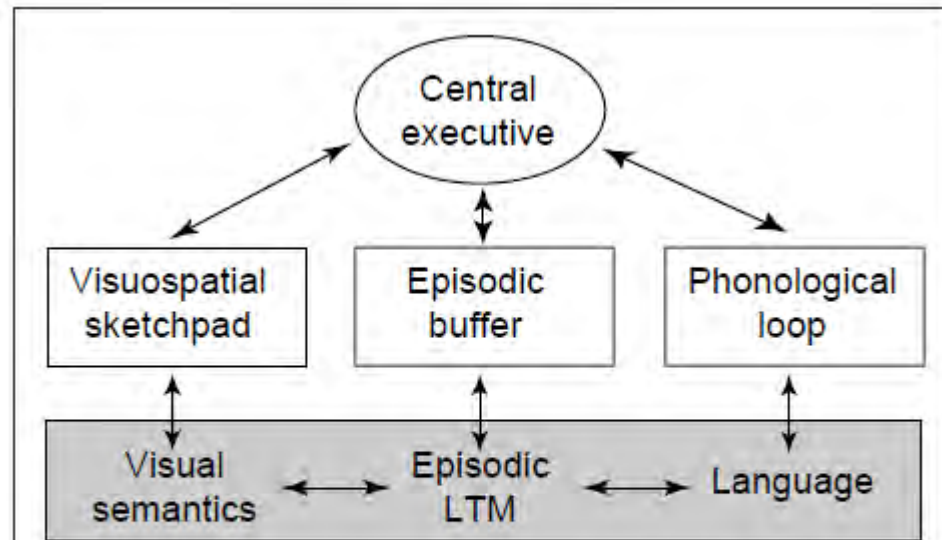 Central
executive
Visuospatial
sketchpad
Episodic
buffer
Phonological
loop
Visual
semantics
Episodic
LTM
Language